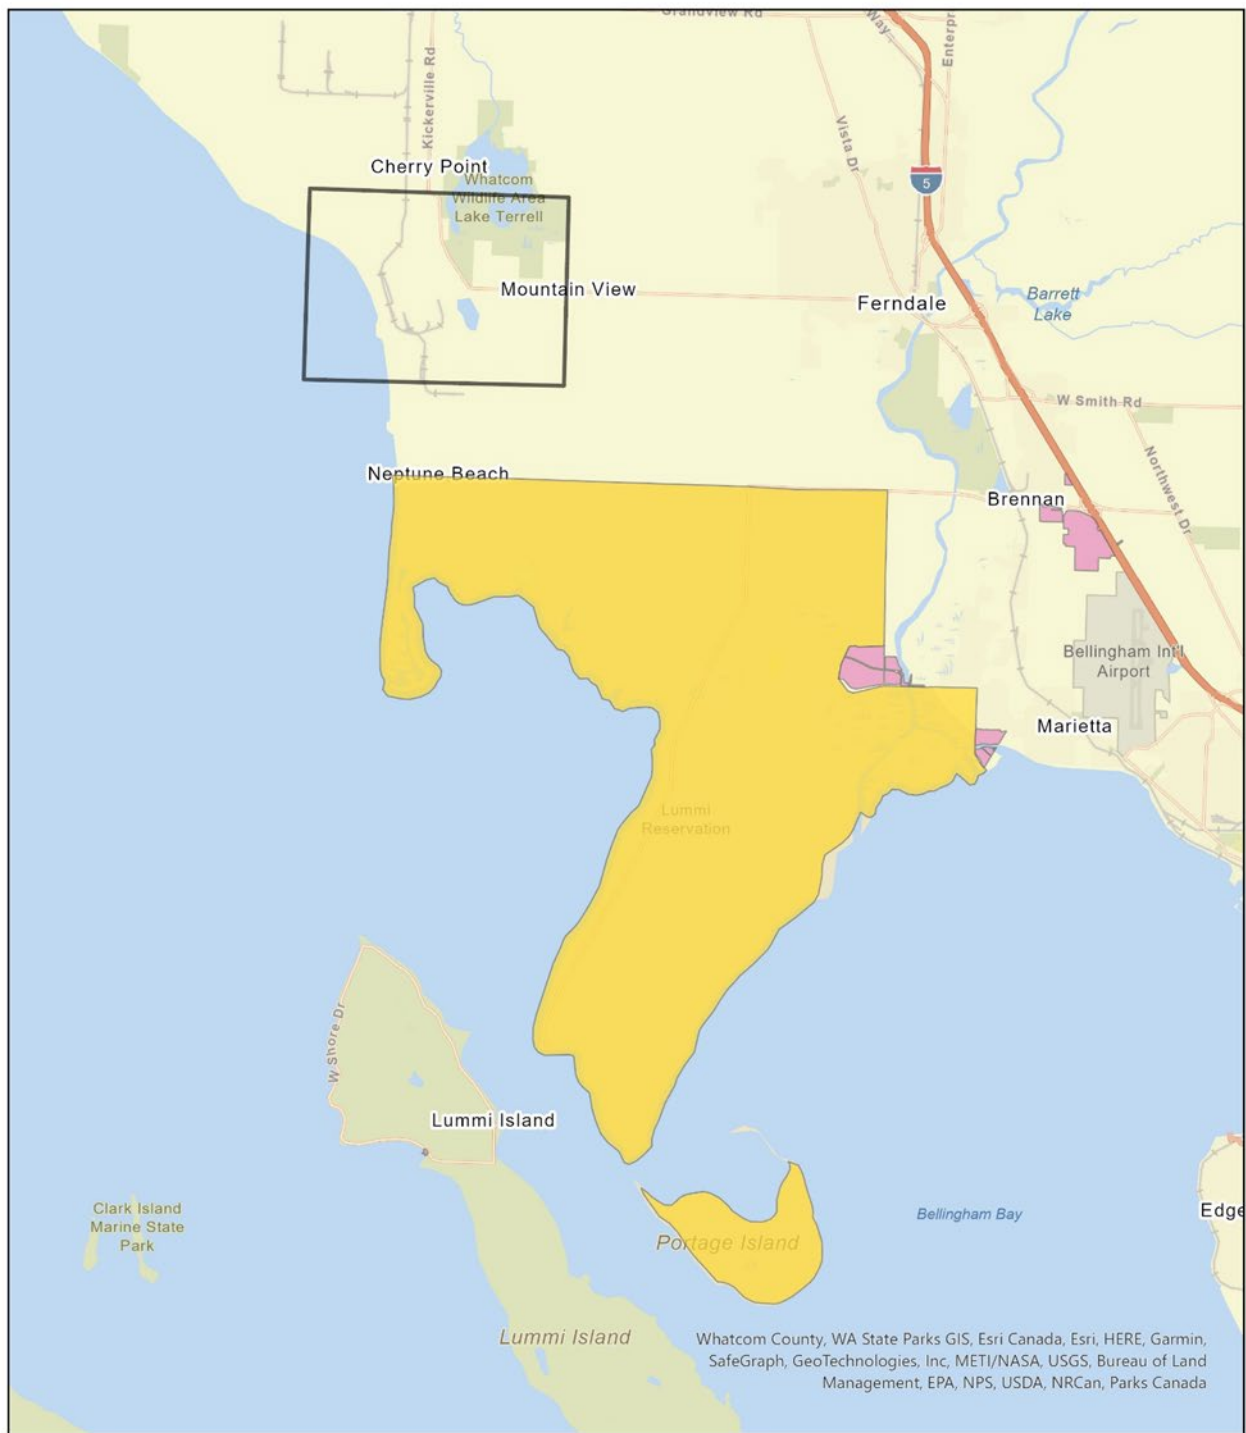 Grandview Rd
Way
Kickerville Rd
Vista Dr
Cherry Point
Whatcom
Wildlife Area
Lake Terrell
5
Mountain View
Ferndale
Barrett
Lake
W Smith Rd
Northwest Dr
Neptune Beach
Brennan
Bellingham Int'l
Airport
Marietta
Lummi
Reservation
W Shore Dr
Lummi Island
Clark Island
Marine State
Park
Bellingham Bay
Edge
Portage Island
Lummi Island
Whatcom County, WA State Parks GIS, Esri Canada, Esri, HERE, Garmin,
SafeGraph, GeoTechnologies, Inc, METI/NASA, USGS, Bureau of Land
Management, EPA, NPS, USDA, NRCan, Parks Canada